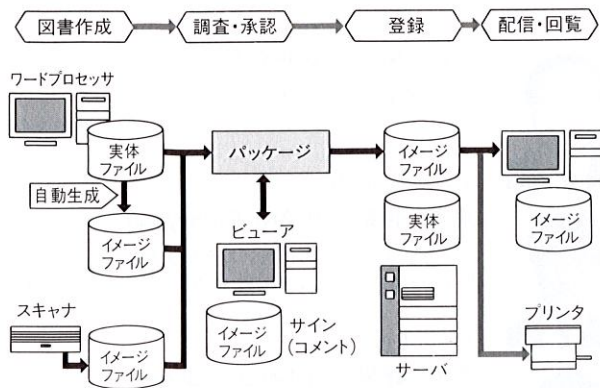 図書作成
調査・承認
登録
配信・回覧
ワードプロセッサ
実体
ファイル
自動生成
イメージ
ファイル
スキャナ
イメージ
ファイル
パッケージ
ビューア
イメージ
ファイル
サイン
(コメント)
イメージ
ファイル
実体
ファイル
サーバ
イメージ
ファイル
プリンタ